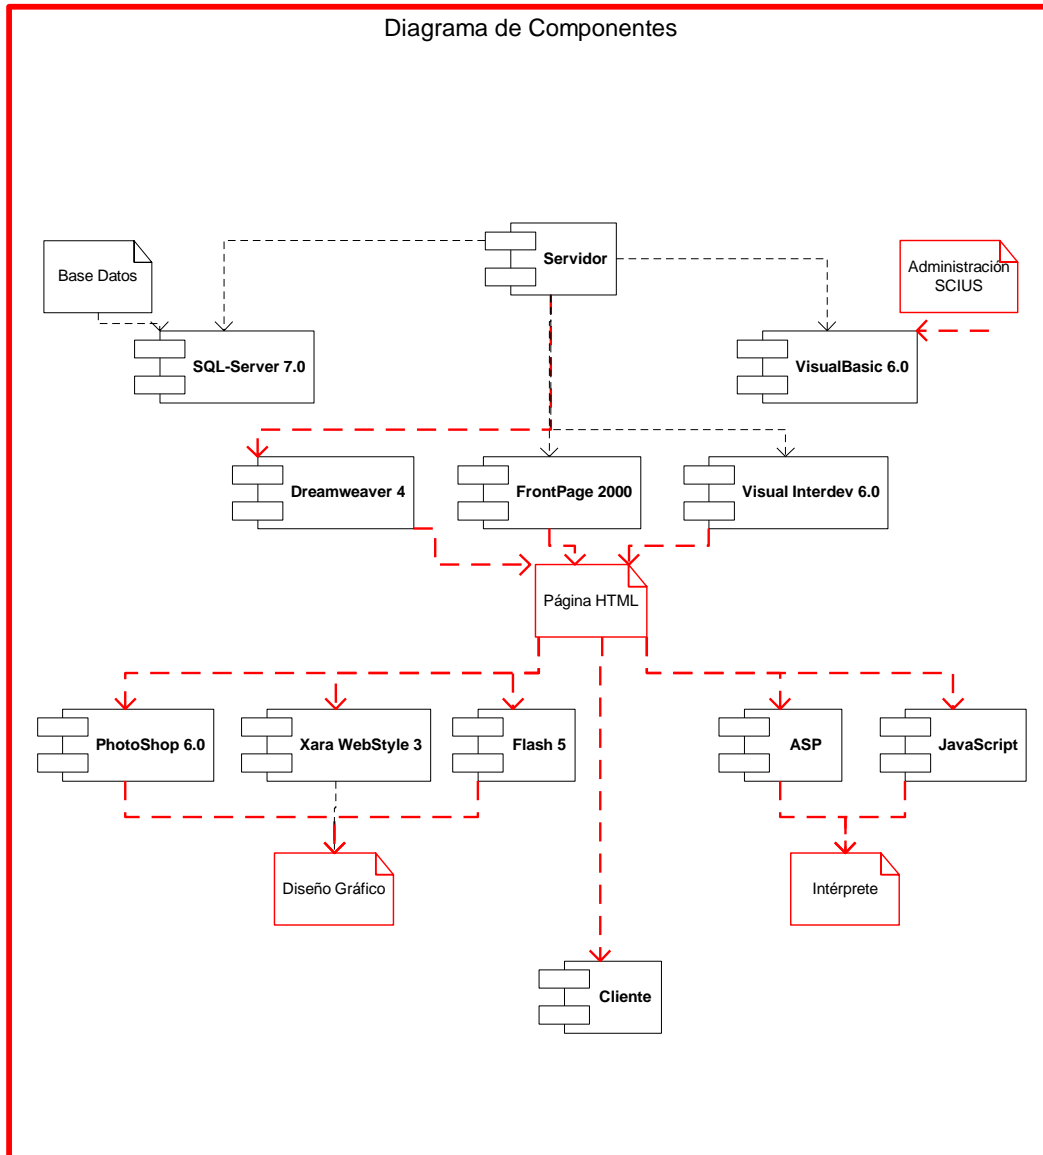 Diagrama de Componentes
Servidor
Base Datos
Administración
SCIUS
SQL-Server 7.0
VisualBasic 6.0
Dreamweaver 4
FrontPage 2000
Visual Interdev 6.0
Página HTML
PhotoShop 6.0
Xara WebStyle 3
Flash 5
ASP
JavaScript
Diseño Gráfico
Intérprete
Cliente